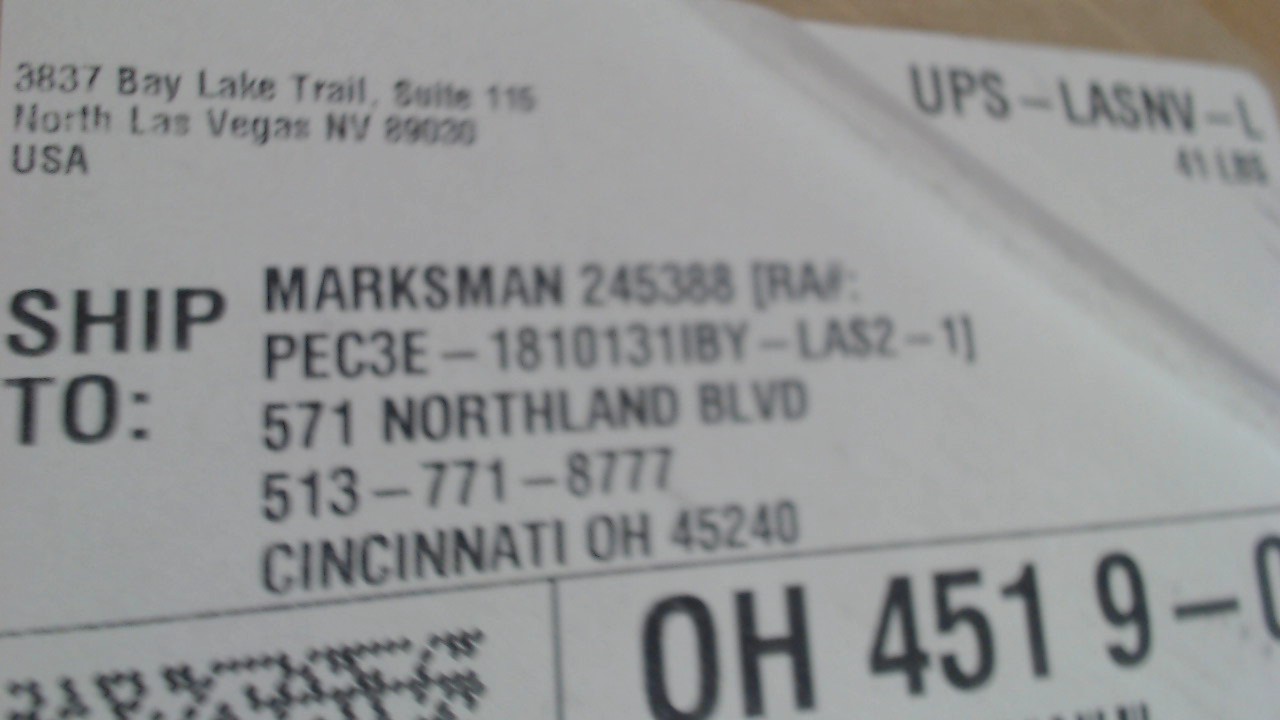 3837 Bay Lake Trail, Suite 115
North Las Vegas NV 89030
USA
UPS-LASNV-L
41 LBS
SHIP TO:
MARKSMAN 245388 [RA#:
PEC3E-1810131IBY-LAS2-1]
571 NORTHLAND BLVD
513-771-8777
CINCINNATI OH 45240
OH 451 9-0